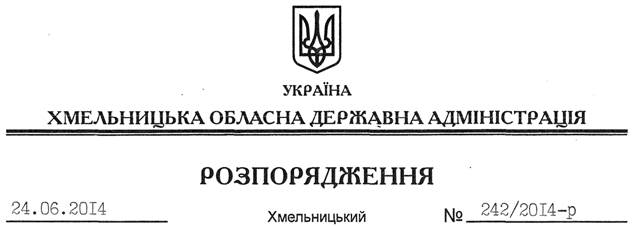 УКРАЇНА
ХМЕЛЬНИЦЬКА ОБЛАСНА ДЕРЖАВНА АДМІНІСТРАЦІЯ
РОЗПОРЯДЖЕННЯ
24.06.2014 Хмельницький № 242/2014-р